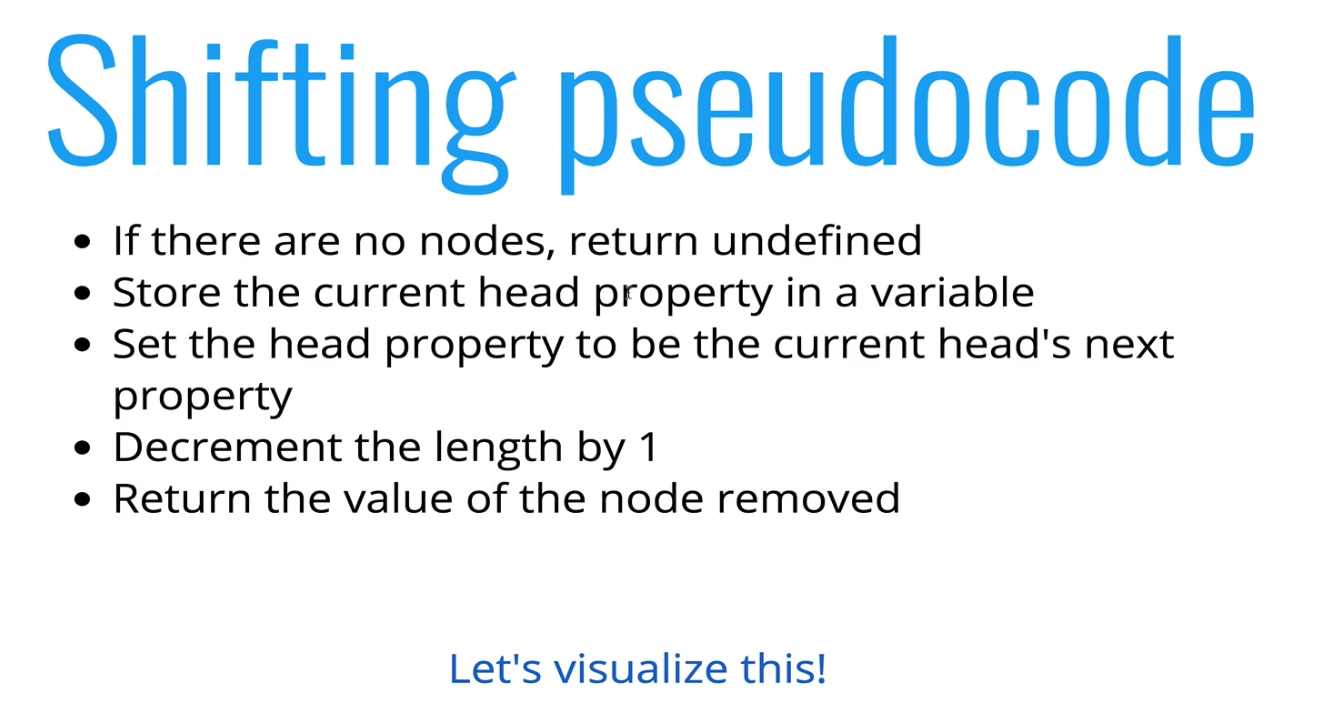 Shifting pseudocode
• If there are no nodes, return undefined
• Store the current head property in a variable
• Set the head property to be the current head's next
property
• Decrement the length by 1
• Return the value of the node removed
Let's visualize this!